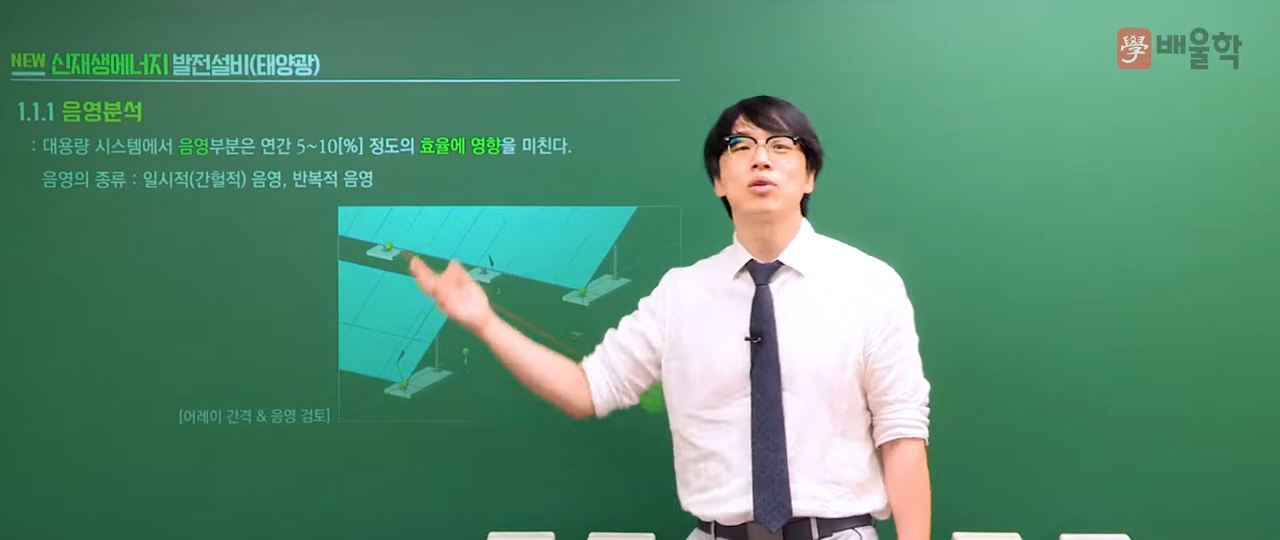 NEW 신재생에너지 발전설비(태양광)
學 배울학
1.1.1 음영분석
: 대용량 시스템에서 음영부분은 연간 5~10[%] 정도의 효율에 영향을 미친다.
음영의 종류 : 일시적(간헐적) 음영, 반복적 음영
[어레이 간격 & 음영 검토]